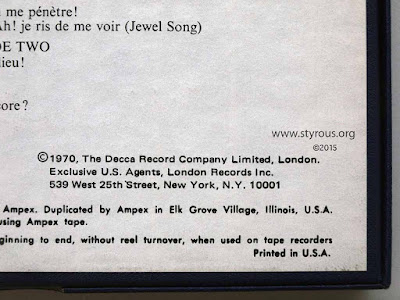 me pénètre!
Ah! je ris de me voir (Jewel Song)
DE TWO
dieu!
core?
www.styrous.org
©2015
©1970, The Decca Record Company Limited, London.
Exclusive U.S. Agents, London Records Inc.
539 West 25th Street, New York, N.Y. 10001
Ampex. Duplicated by Ampex in Elk Grove Village, Illinois, U.S.A.
using Ampex tape.
ginning to end, without reel turnover, when used on tape recorders
Printed in U.S.A.